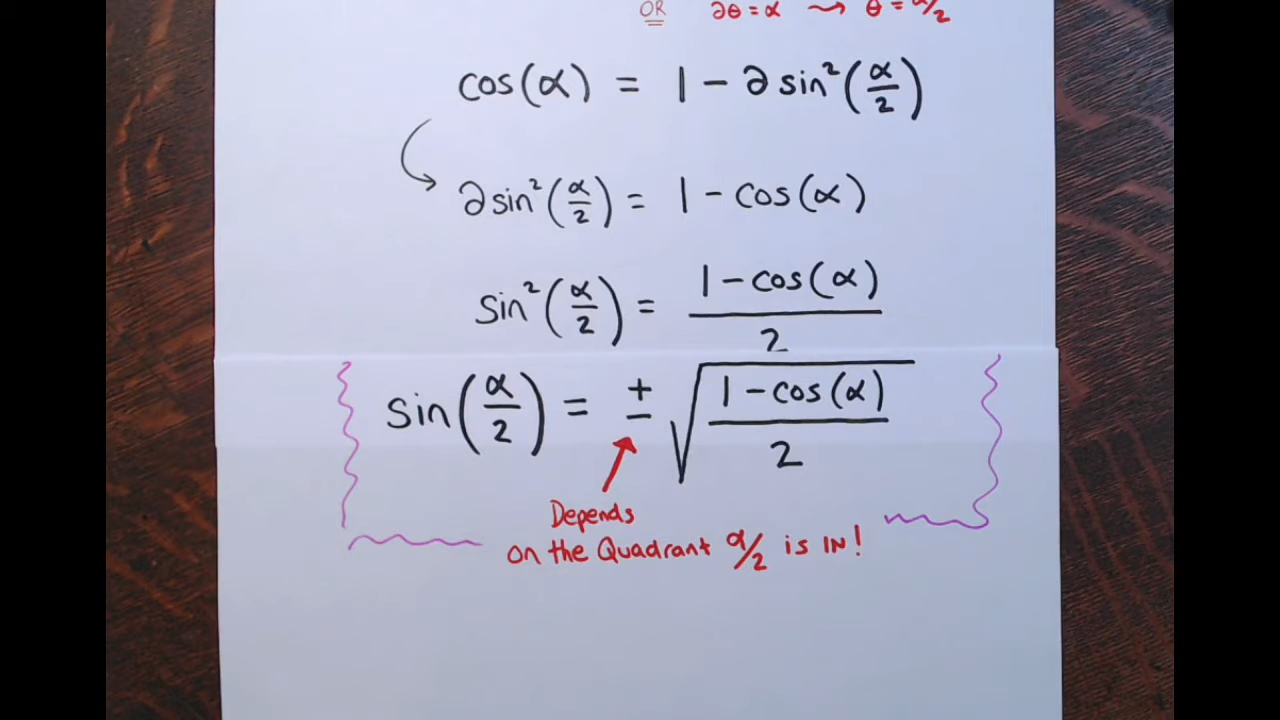 OR 2θ = α → θ = α/2
cos(α) = 1 - 2 sin²(α/2)
2 sin²(α/2) = 1 - cos(α)
sin²(α/2) = (1 - cos(α))/2
sin(α/2) = ± √((1 - cos(α))/2)
Depends
on the Quadrant α/2 is IN!